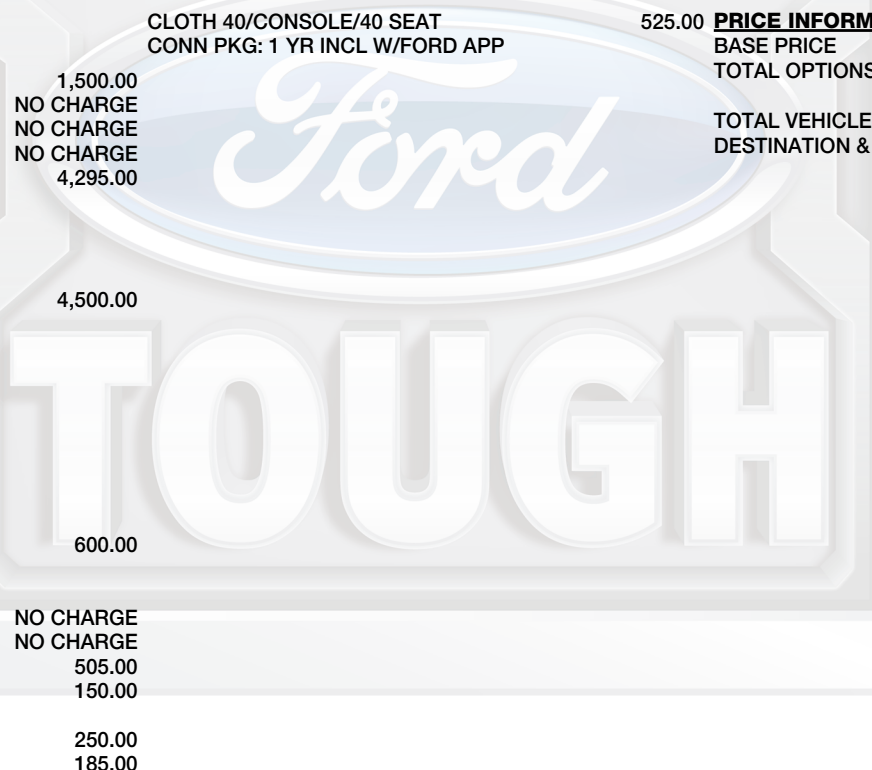 CLOTH 40/CONSOLE/40 SEAT 525.00
CONN PKG: 1 YR INCL W/FORD APP
PRICE INFORM
BASE PRICE
TOTAL OPTIONS
TOTAL VEHICLE
DESTINATION &
1,500.00
NO CHARGE
NO CHARGE
NO CHARGE
4,295.00
4,500.00
600.00
NO CHARGE
NO CHARGE
505.00
150.00
250.00
185.00
Ford
TOUGH